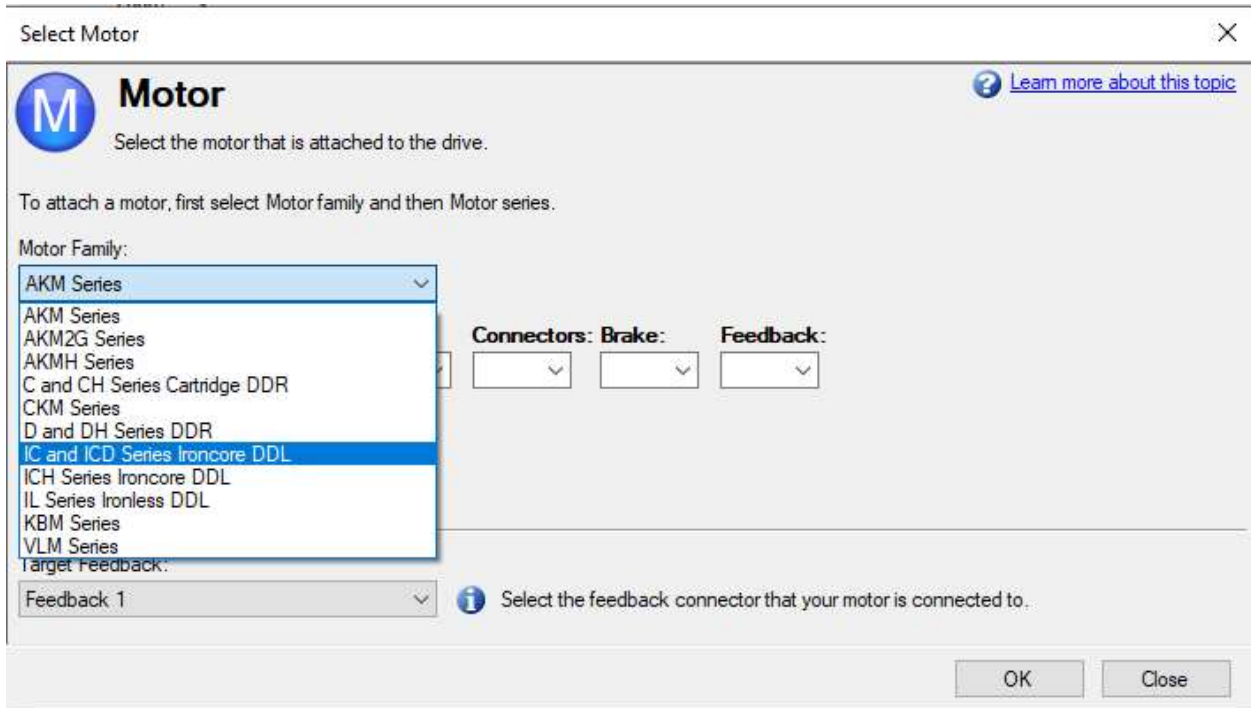 Select Motor
M
Motor
? Learn more about this topic
Select the motor that is attached to the drive.
To attach a motor, first select Motor family and then Motor series.
Motor Family:
AKM Series
AKM Series
AKM2G Series
AKMH Series
C and CH Series Cartridge DDR
CKM Series
D and DH Series DDR
IC and ICD Series Ironcore DDL
ICH Series Ironcore DDL
IL Series Ironless DDL
KBM Series
VLM Series
Connectors: Brake: Feedback:
Target Feedback:
Feedback 1
i Select the feedback connector that your motor is connected to.
OK Close